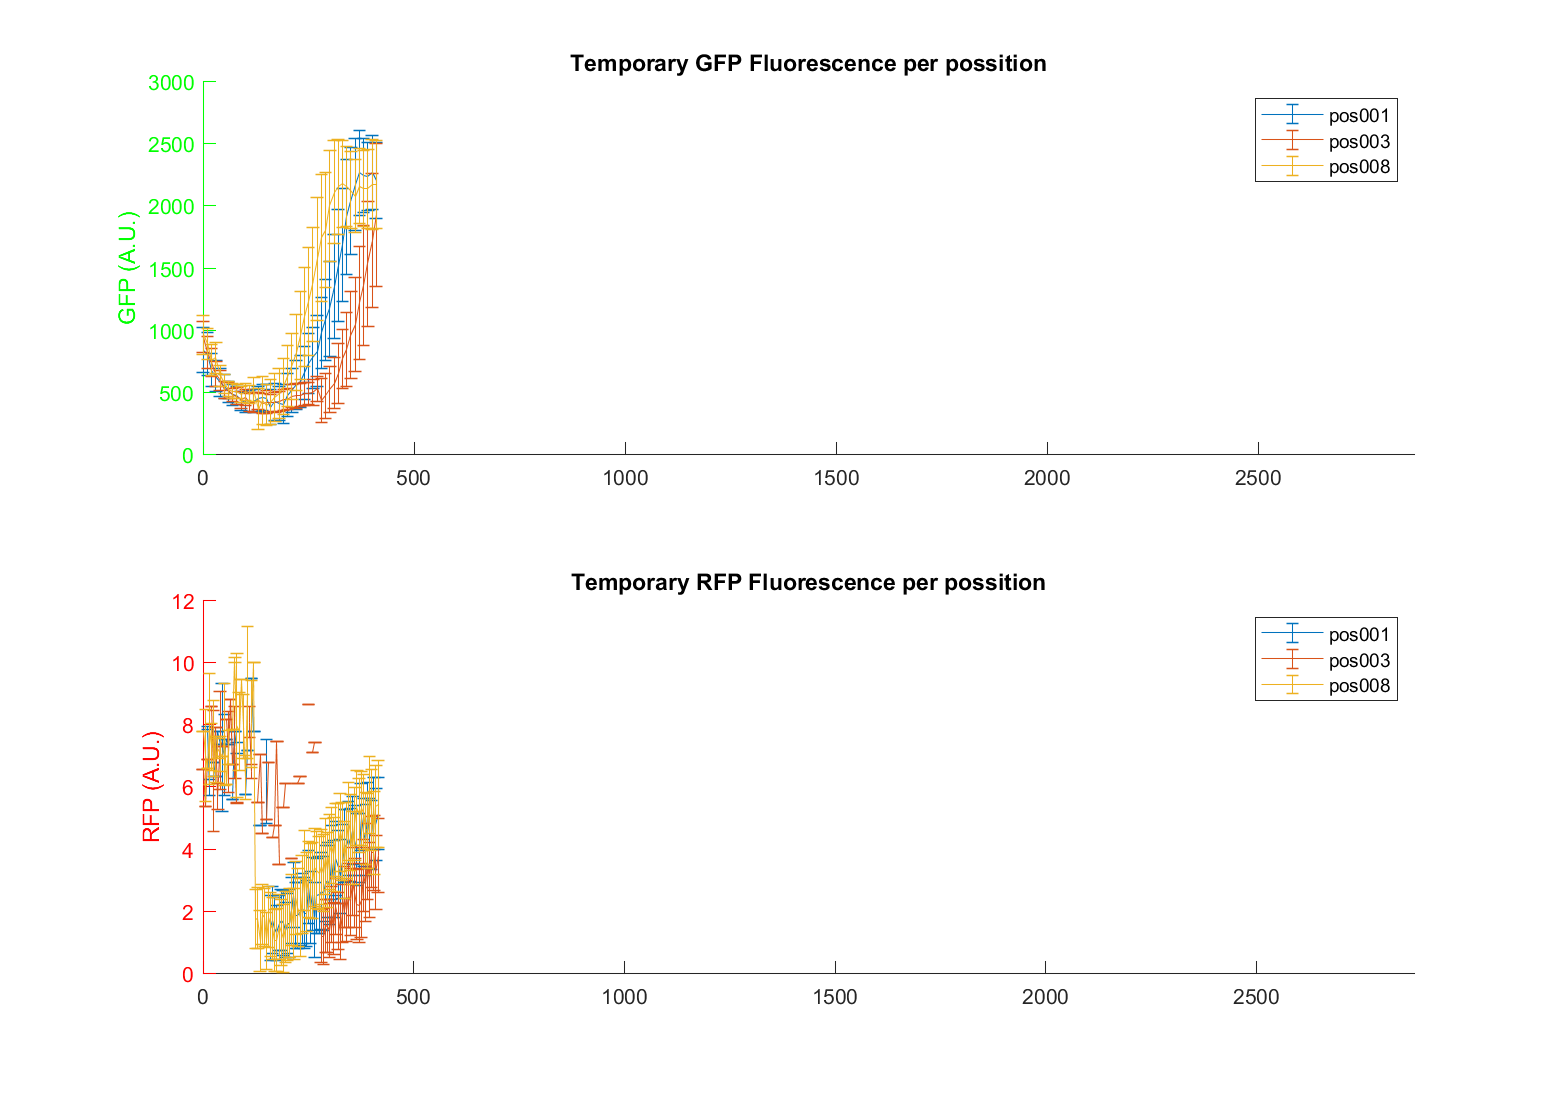 Temporary GFP Fluorescence per possition
3000
2500
2000
1500
1000
500
0
GFP (A.U.)
0 500 1000 1500 2000 2500
pos001
pos003
pos008
Temporary RFP Fluorescence per possition
12
10
8
6
4
2
0
RFP (A.U.)
0 500 1000 1500 2000 2500
pos001
pos003
pos008